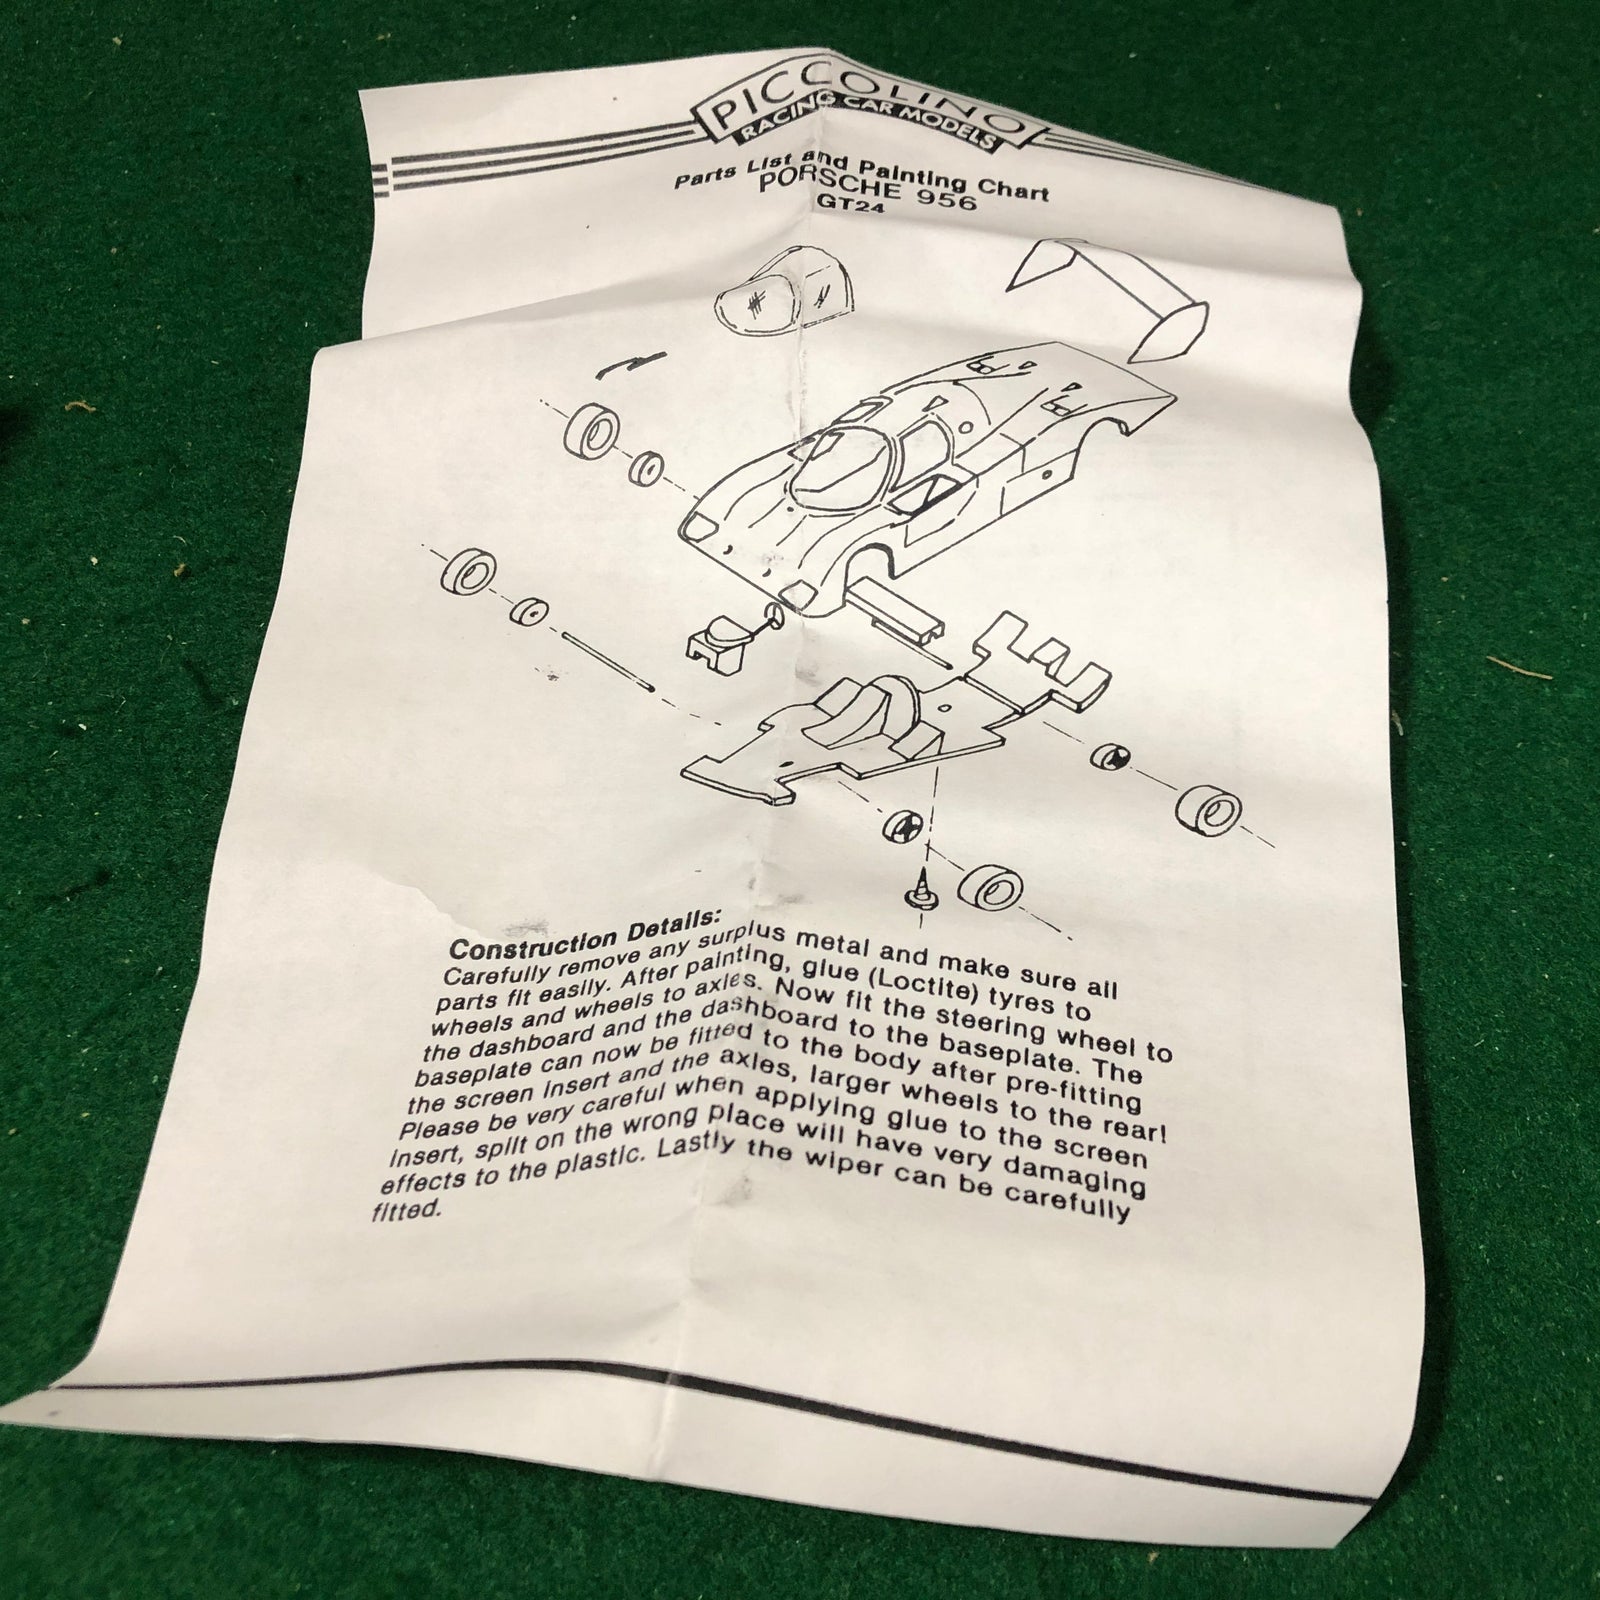 PICCOLINO
RACING CAR MODELS
Parts List and Painting Chart
PORSCHE 956
GT24
Construction Details:
Carefully remove any surplus metal and make sure all
parts fit easily. After painting, glue (Loctite) tyres to
wheels and wheels to axles. Now fit the steering wheel to
the dashboard and the dashboard to the baseplate. The
baseplate can now be fitted to the body after pre-fitting
the screen insert and the axles, larger wheels to the rear!
Please be very careful when applying glue to the screen
insert, spilt on the wrong place will have very damaging
effects to the plastic. Lastly the wiper can be carefully
fitted.